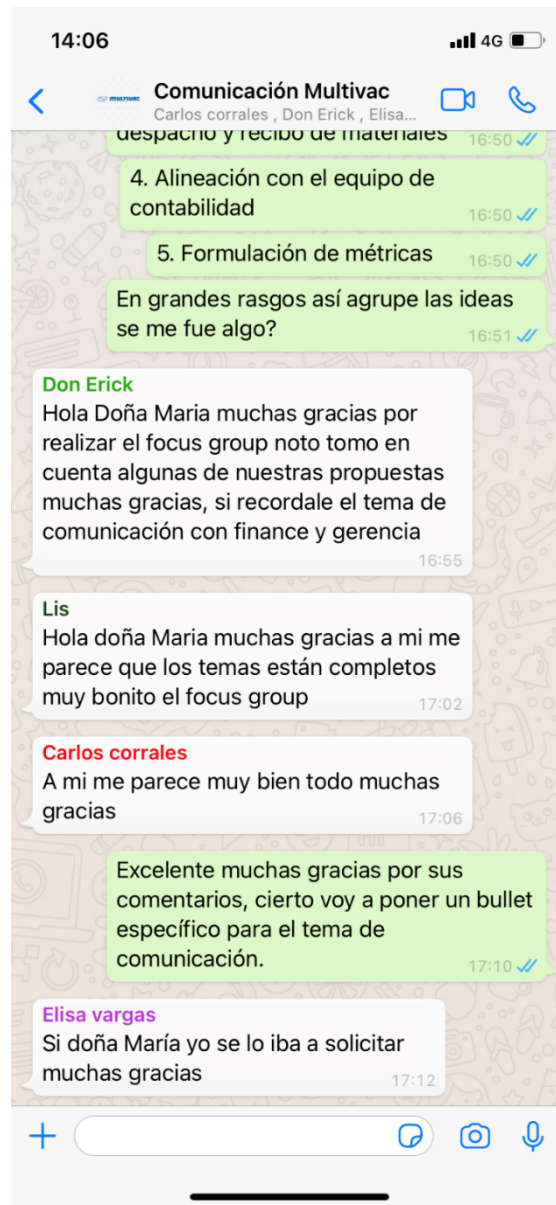 14:06
4G
MULTIVAC
Comunicación Multivac
Carlos corrales , Don Erick , Elisa...
despacho y recibo de materiales
16:50
4. Alineación con el equipo de
contabilidad
16:50
5. Formulación de métricas
16:50
En grandes rasgos así agrupe las ideas
se me fue algo?
16:51
Don Erick
Hola Doña Maria muchas gracias por
realizar el focus group noto tomo en
cuenta algunas de nuestras propuestas
muchas gracias, si recordale el tema de
comunicación con finance y gerencia
16:55
Lis
Hola doña Maria muchas gracias a mi me
parece que los temas están completos
muy bonito el focus group
17:02
Carlos corrales
A mi me parece muy bien todo muchas
gracias
17:06
Excelente muchas gracias por sus
comentarios, cierto voy a poner un bullet
específico para el tema de
comunicación.
17:10
Elisa vargas
Si doña María yo se lo iba a solicitar
muchas gracias
17:12